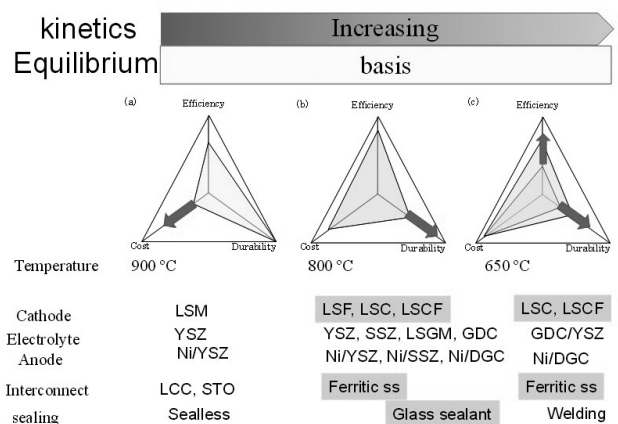 kinetics Increasing
Equilibrium basis
(a) Efficiency (b) Efficiency (c) Efficiency
Cost Durability Cost Durability Cost Durability
Temperature 900 °C 800 °C 650 °C
Cathode LSM LSF, LSC, LSCF LSC, LSCF
Electrolyte YSZ YSZ, SSZ, LSGM, GDC GDC/YSZ
Anode Ni/YSZ Ni/YSZ, Ni/SSZ, Ni/DGC Ni/DGC
Interconnect LCC, STO Ferritic ss Ferritic ss
sealing Sealless Glass sealant Welding